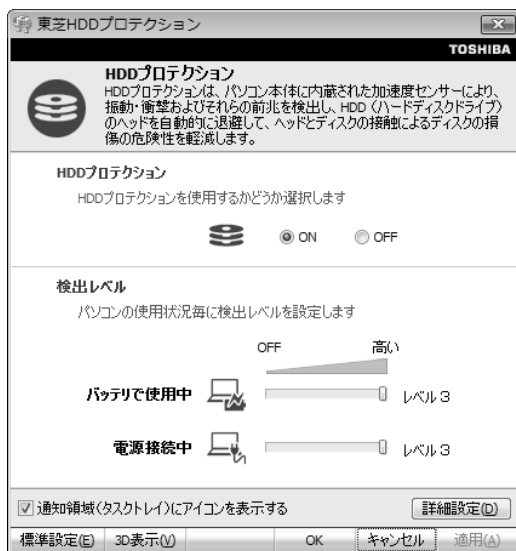 東芝HDDプロテクション
TOSHIBA
HDDプロテクション
HDDプロテクションは、パソコン本体に内蔵された加速度センサーにより、
振動・衝撃およびそれらの前兆を検出し、HDD（ハードディスクドライブ）
のヘッドを自動的に退避して、ヘッドとディスクの接触によるディスクの損
傷の危険性を軽減します。
HDDプロテクション
HDDプロテクションを使用するかどうか選択します
ON OFF
検出レベル
パソコンの使用状況毎に検出レベルを設定します
OFF 高い
バッテリで使用中 レベル 3
電源接続中 レベル 3
通知領域(タスクトレイ)にアイコンを表示する 詳細設定(D)
標準設定(E) 3D表示(V) OK キャンセル 適用(A)